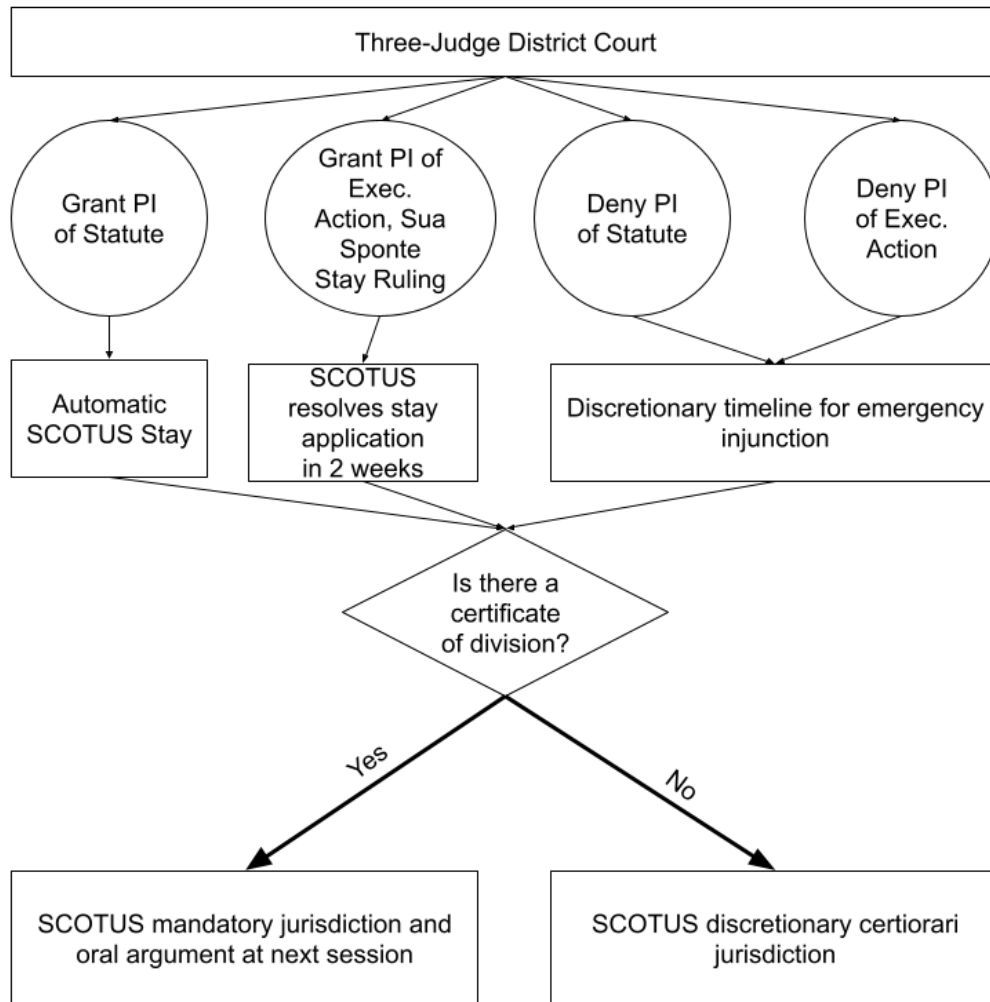 Three-Judge District Court
Grant PI
of Statute
Grant PI of
Exec.
Action, Sua
Sponte
Stay Ruling
Deny PI
of Statute
Deny PI
of Exec.
Action
Automatic
SCOTUS Stay
SCOTUS
resolves stay
application
in 2 weeks
Discretionary timeline for emergency
injunction
Is there a
certificate
of division?
Yes
No
SCOTUS mandatory jurisdiction and
oral argument at next session
SCOTUS discretionary certiorari
jurisdiction